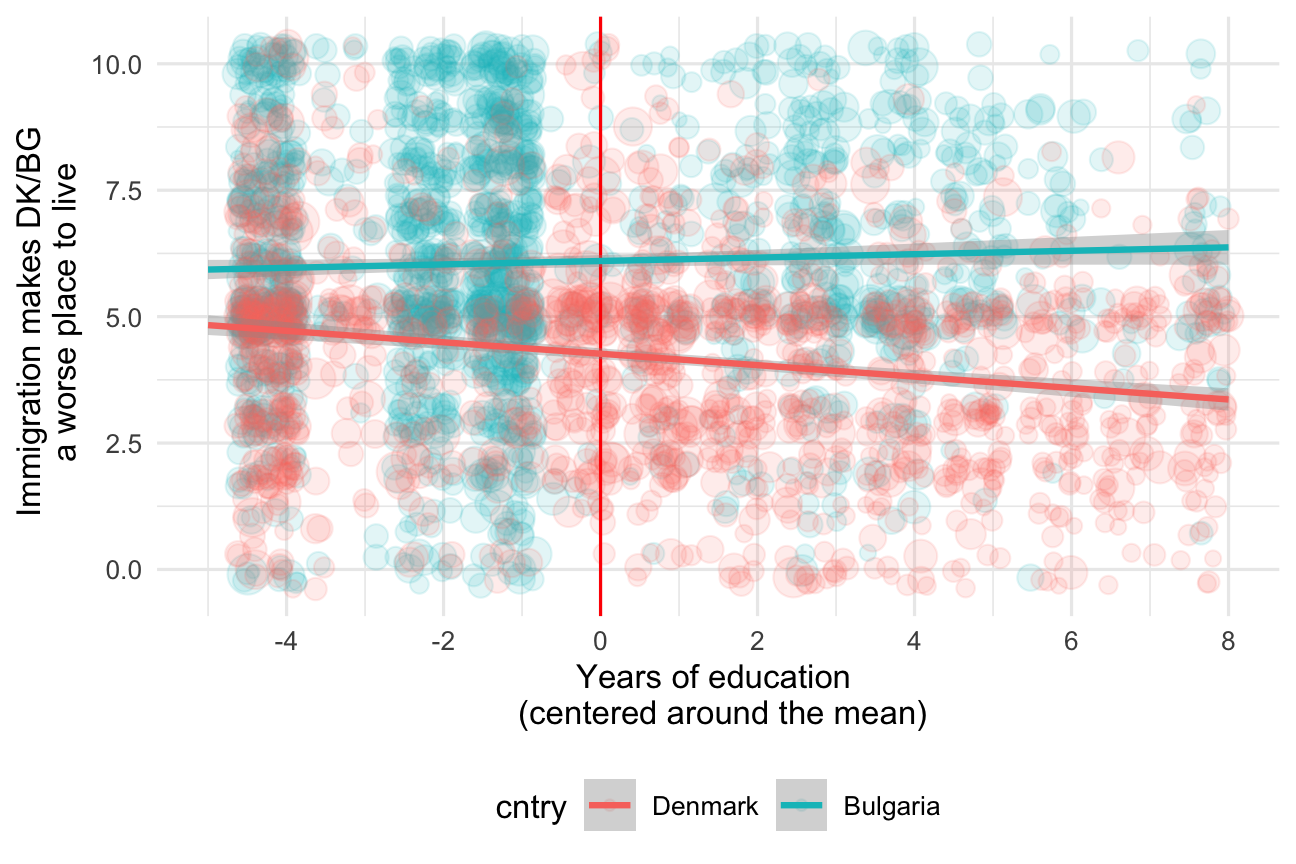 Immigration makes DK/BG
a worse place to live
10.0
7.5
5.0
2.5
0.0
-4 -2 0 2 4 6 8
Years of education
(centered around the mean)
cntry Denmark Bulgaria